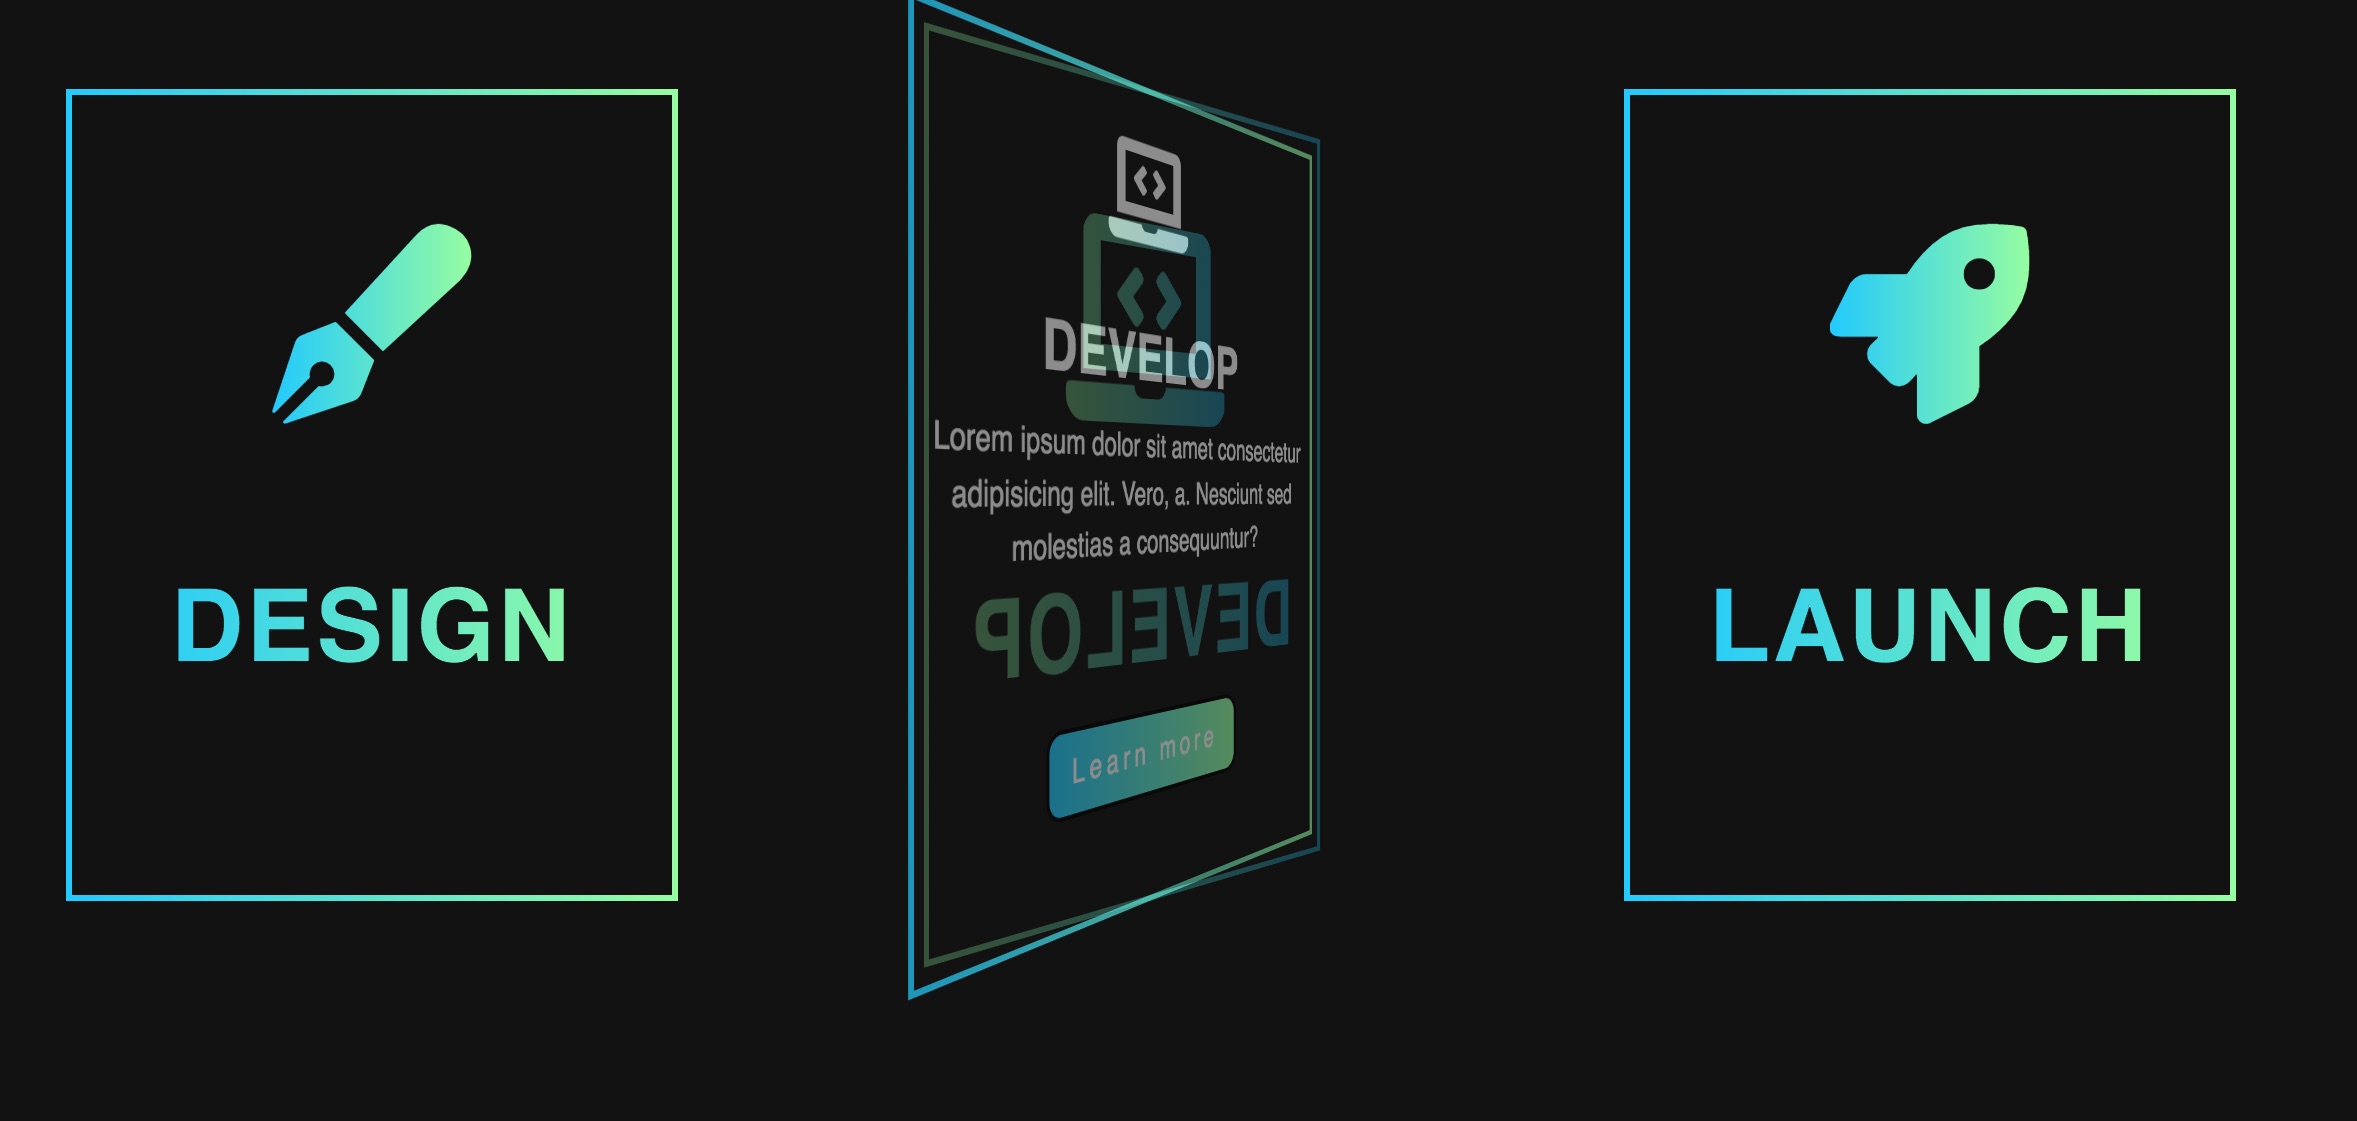 DESIGN
DEVELOP
Lorem ipsum dolor sit amet consectetur
adipisicing elit. Vero, a. Nesciunt sed
molestias a consequuntur?
DEVELOP
Learn more
LAUNCH